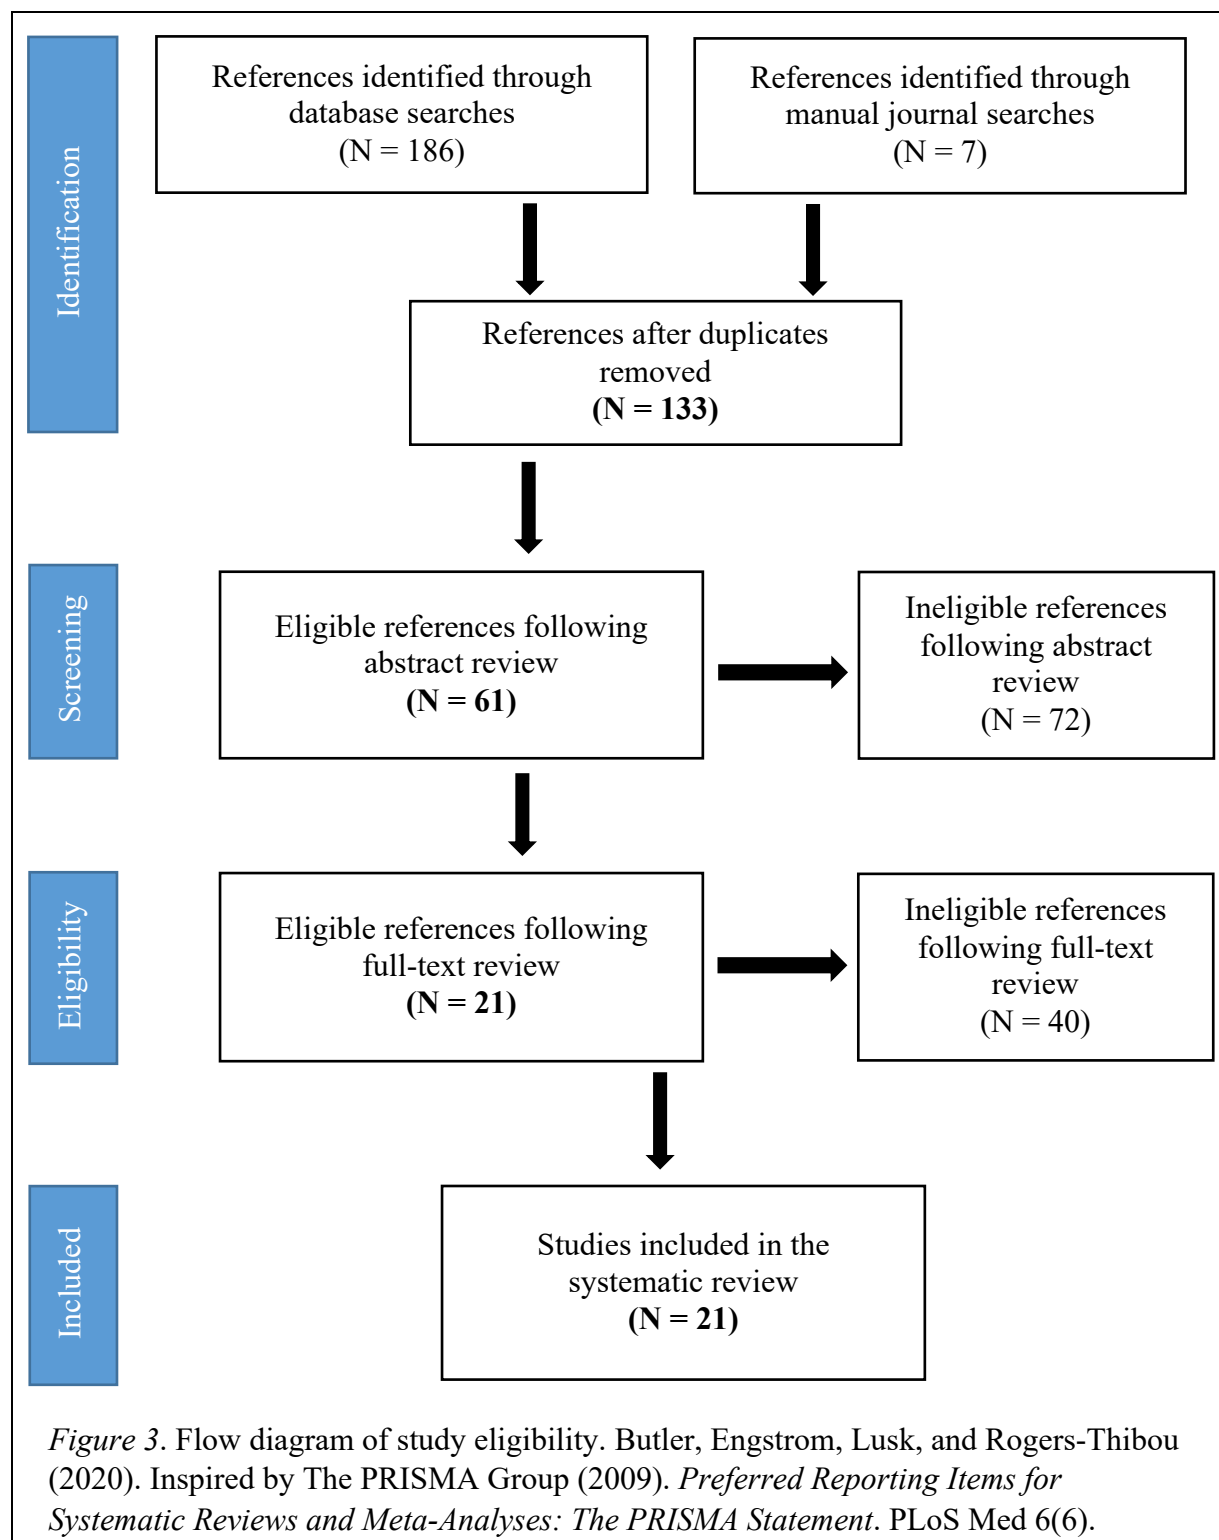 Identification
References identified through
database searches
(N = 186)
References identified through
manual journal searches
(N = 7)
References after duplicates
removed
(N = 133)
Screening
Eligible references following
abstract review
(N = 61)
Ineligible references
following abstract
review
(N = 72)
Eligibility
Eligible references following
full-text review
(N = 21)
Ineligible references
following full-text
review
(N = 40)
Included
Studies included in the
systematic review
(N = 21)
Figure 3. Flow diagram of study eligibility. Butler, Engstrom, Lusk, and Rogers-Thibou
(2020). Inspired by The PRISMA Group (2009). Preferred Reporting Items for
Systematic Reviews and Meta-Analyses: The PRISMA Statement. PLoS Med 6(6).